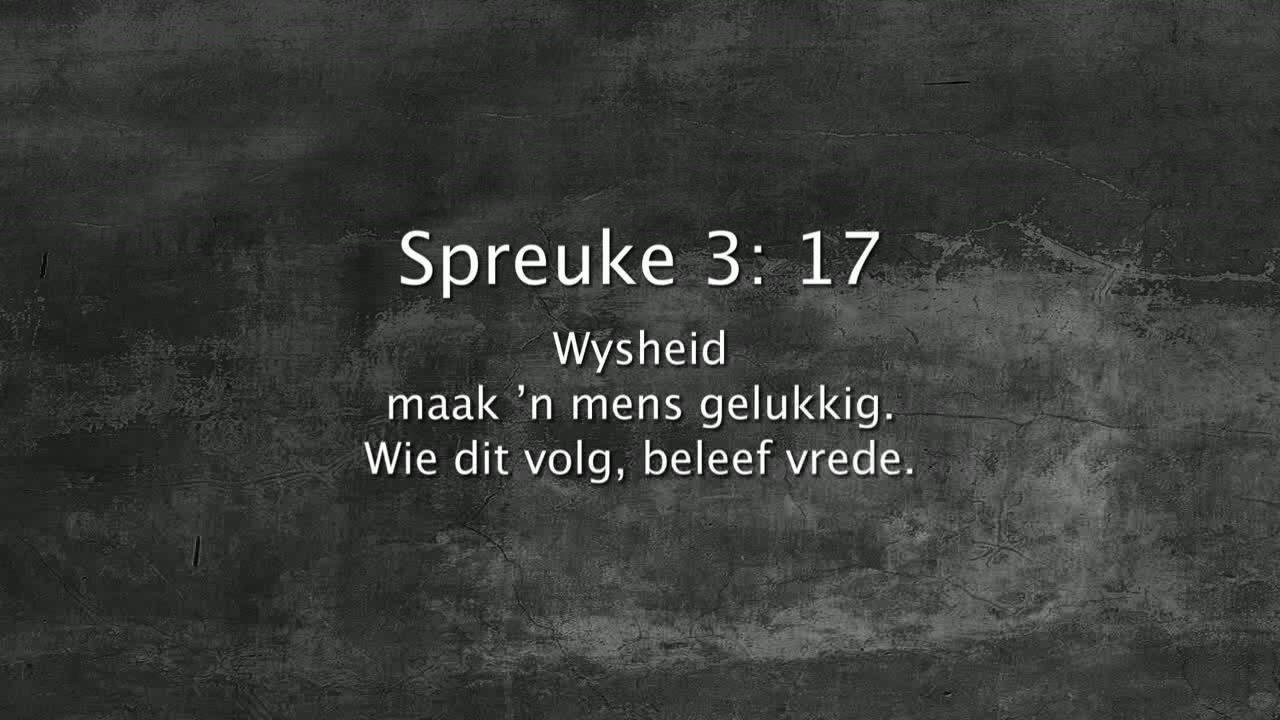 Spreuke 3: 17
Wysheid
maak ’n mens gelukkig.
Wie dit volg, beleef vrede.